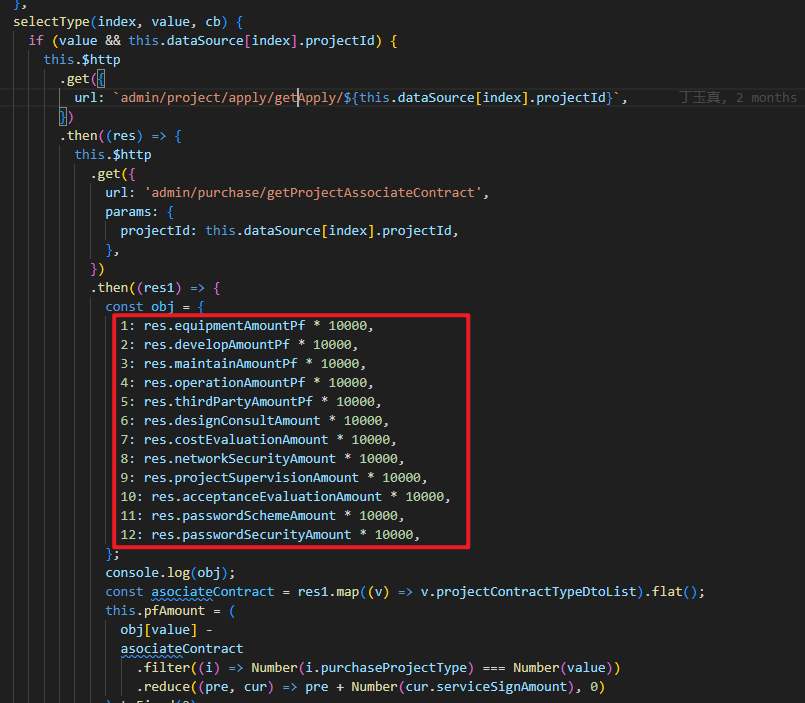 },
selectType(index, value, cb) {
if (value && this.dataSource[index].projectId) {
this.$http
.get({
url: `admin/project/apply/getApply/${this.dataSource[index].projectId}`, 丁玉真, 2 months
})
.then((res) => {
this.$http
.get({
url: 'admin/purchase/getProjectAssociateContract',
params: {
projectId: this.dataSource[index].projectId,
},
})
.then((res1) => {
const obj = {
1: res.equipmentAmountPf * 10000,
2: res.developAmountPf * 10000,
3: res.maintainAmountPf * 10000,
4: res.operationAmountPf * 10000,
5: res.thirdPartyAmountPf * 10000,
6: res.designConsultAmount * 10000,
7: res.costEvaluationAmount * 10000,
8: res.networkSecurityAmount * 10000,
9: res.projectSupervisionAmount * 10000,
10: res.acceptanceEvaluationAmount * 10000,
11: res.passwordSchemeAmount * 10000,
12: res.passwordSecurityAmount * 10000,
};
console.log(obj);
const asociateContract = res1.map((v) => v.projectContractTypeDtoList).flat();
this.pfAmount = (
obj[value] -
asociateContract
.filter((i) => Number(i.purchaseProjectType) === Number(value))
.reduce((pre, cur) => pre + Number(cur.serviceSignAmount), 0)